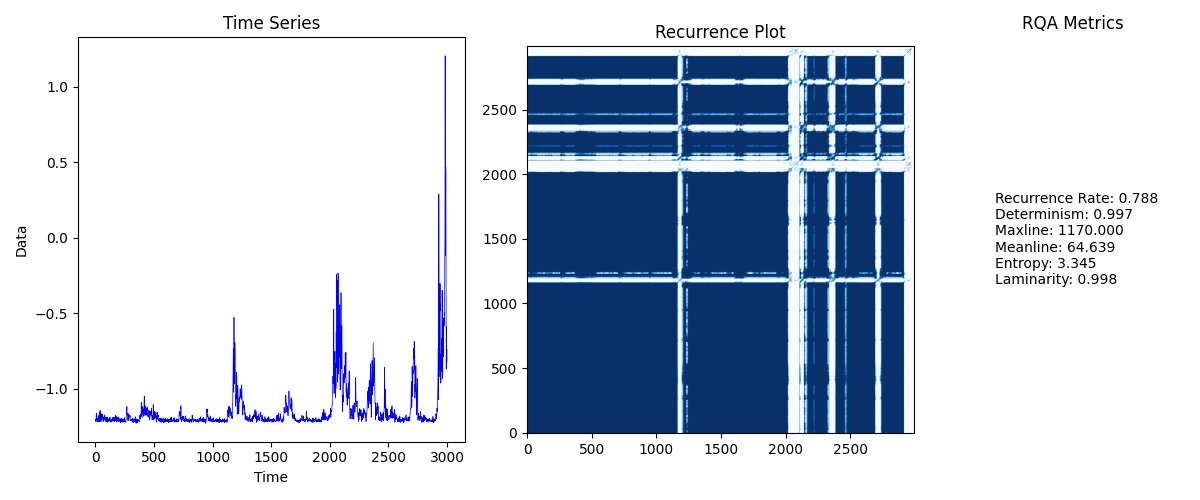 Time Series
Recurrence Plot
RQA Metrics
1.0
0.5
0.0
−0.5
−1.0
Data
0 500 1000 1500 2000 2500 3000
Time
2500
2000
1500
1000
500
0
0 500 1000 1500 2000 2500
Recurrence Rate: 0.788
Determinism: 0.997
Maxline: 1170.000
Meanline: 64.639
Entropy: 3.345
Laminarity: 0.998